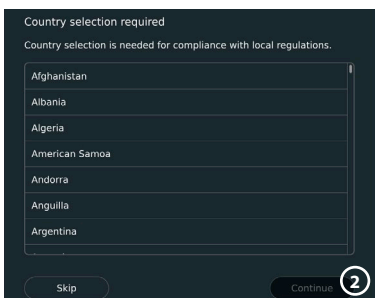 Country selection required
Country selection is needed for compliance with local regulations.
Afghanistan
Albania
Algeria
American Samoa
Andorra
Anguilla
Argentina
Skip
Continue
2